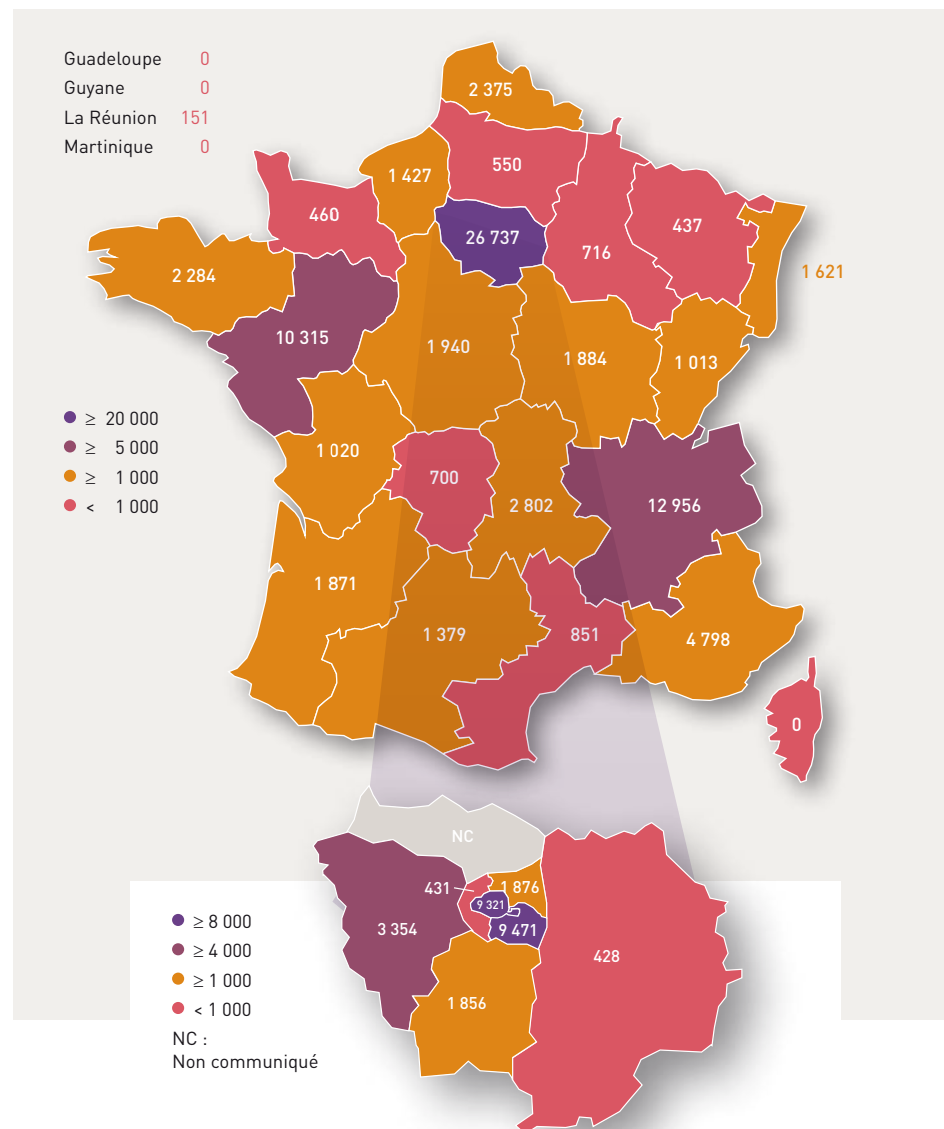 Guadeloupe 0
Guyane 0
La Réunion 151
Martinique 0
2 375
550
1 427
460
26 737
716
437
1 621
2 284
10 315
1 940
1 884
1 013
≥ 20 000
≥ 5 000
≥ 1 000
< 1 000
1 020
700
2 802
12 956
1 871
1 379
851
4 798
0
NC
431
1 876
9 321
9 471
3 354
428
1 856
≥ 8 000
≥ 4 000
≥ 1 000
< 1 000
NC :
Non communiqué